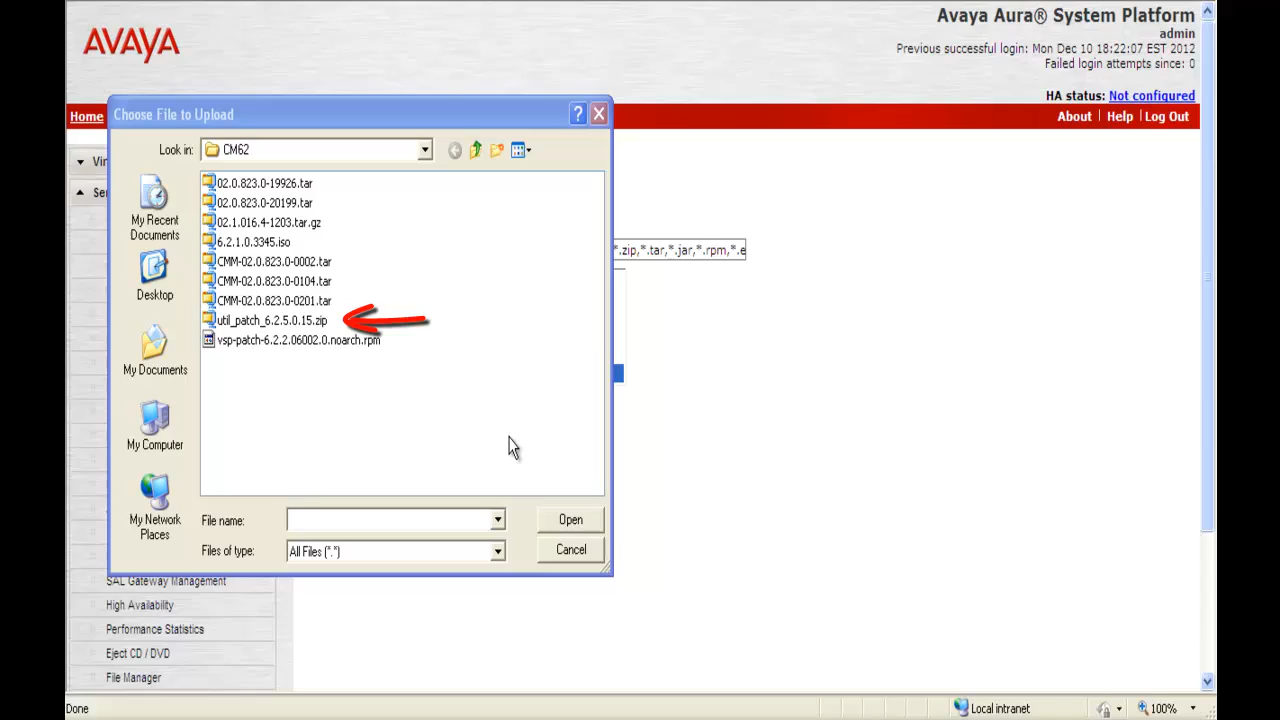 AVAYA
Avaya Aura® System Platform
admin
Previous successful login: Mon Dec 10 18:22:07 EST 2012
Failed login attempts since: 0
HA status: Not configured
Home
About | Help | Log Out
Choose File to Upload
Look in: CM62
My Recent Documents
Desktop
My Documents
My Computer
My Network Places
02.0.823.0-19926.tar
02.0.823.0-20199.tar
02.1.016.4-1203.tar.gz
6.2.1.0.3345.iso
CMM-02.0.823.0-0002.tar
CMM-02.0.823.0-0104.tar
CMM-02.0.823.0-0201.tar
util_patch_6.2.5.0.15.zip
vsp-patch-6.2.2.06002.0.noarch.rpm
File name:
Open
Files of type: All Files (*.*)
Cancel
Vir
Ser
*.zip,*.tar,*.jar,*.rpm,*.e
SAL Gateway Management
High Availability
Performance Statistics
Eject CD / DVD
File Manager
Done
Local intranet
100%